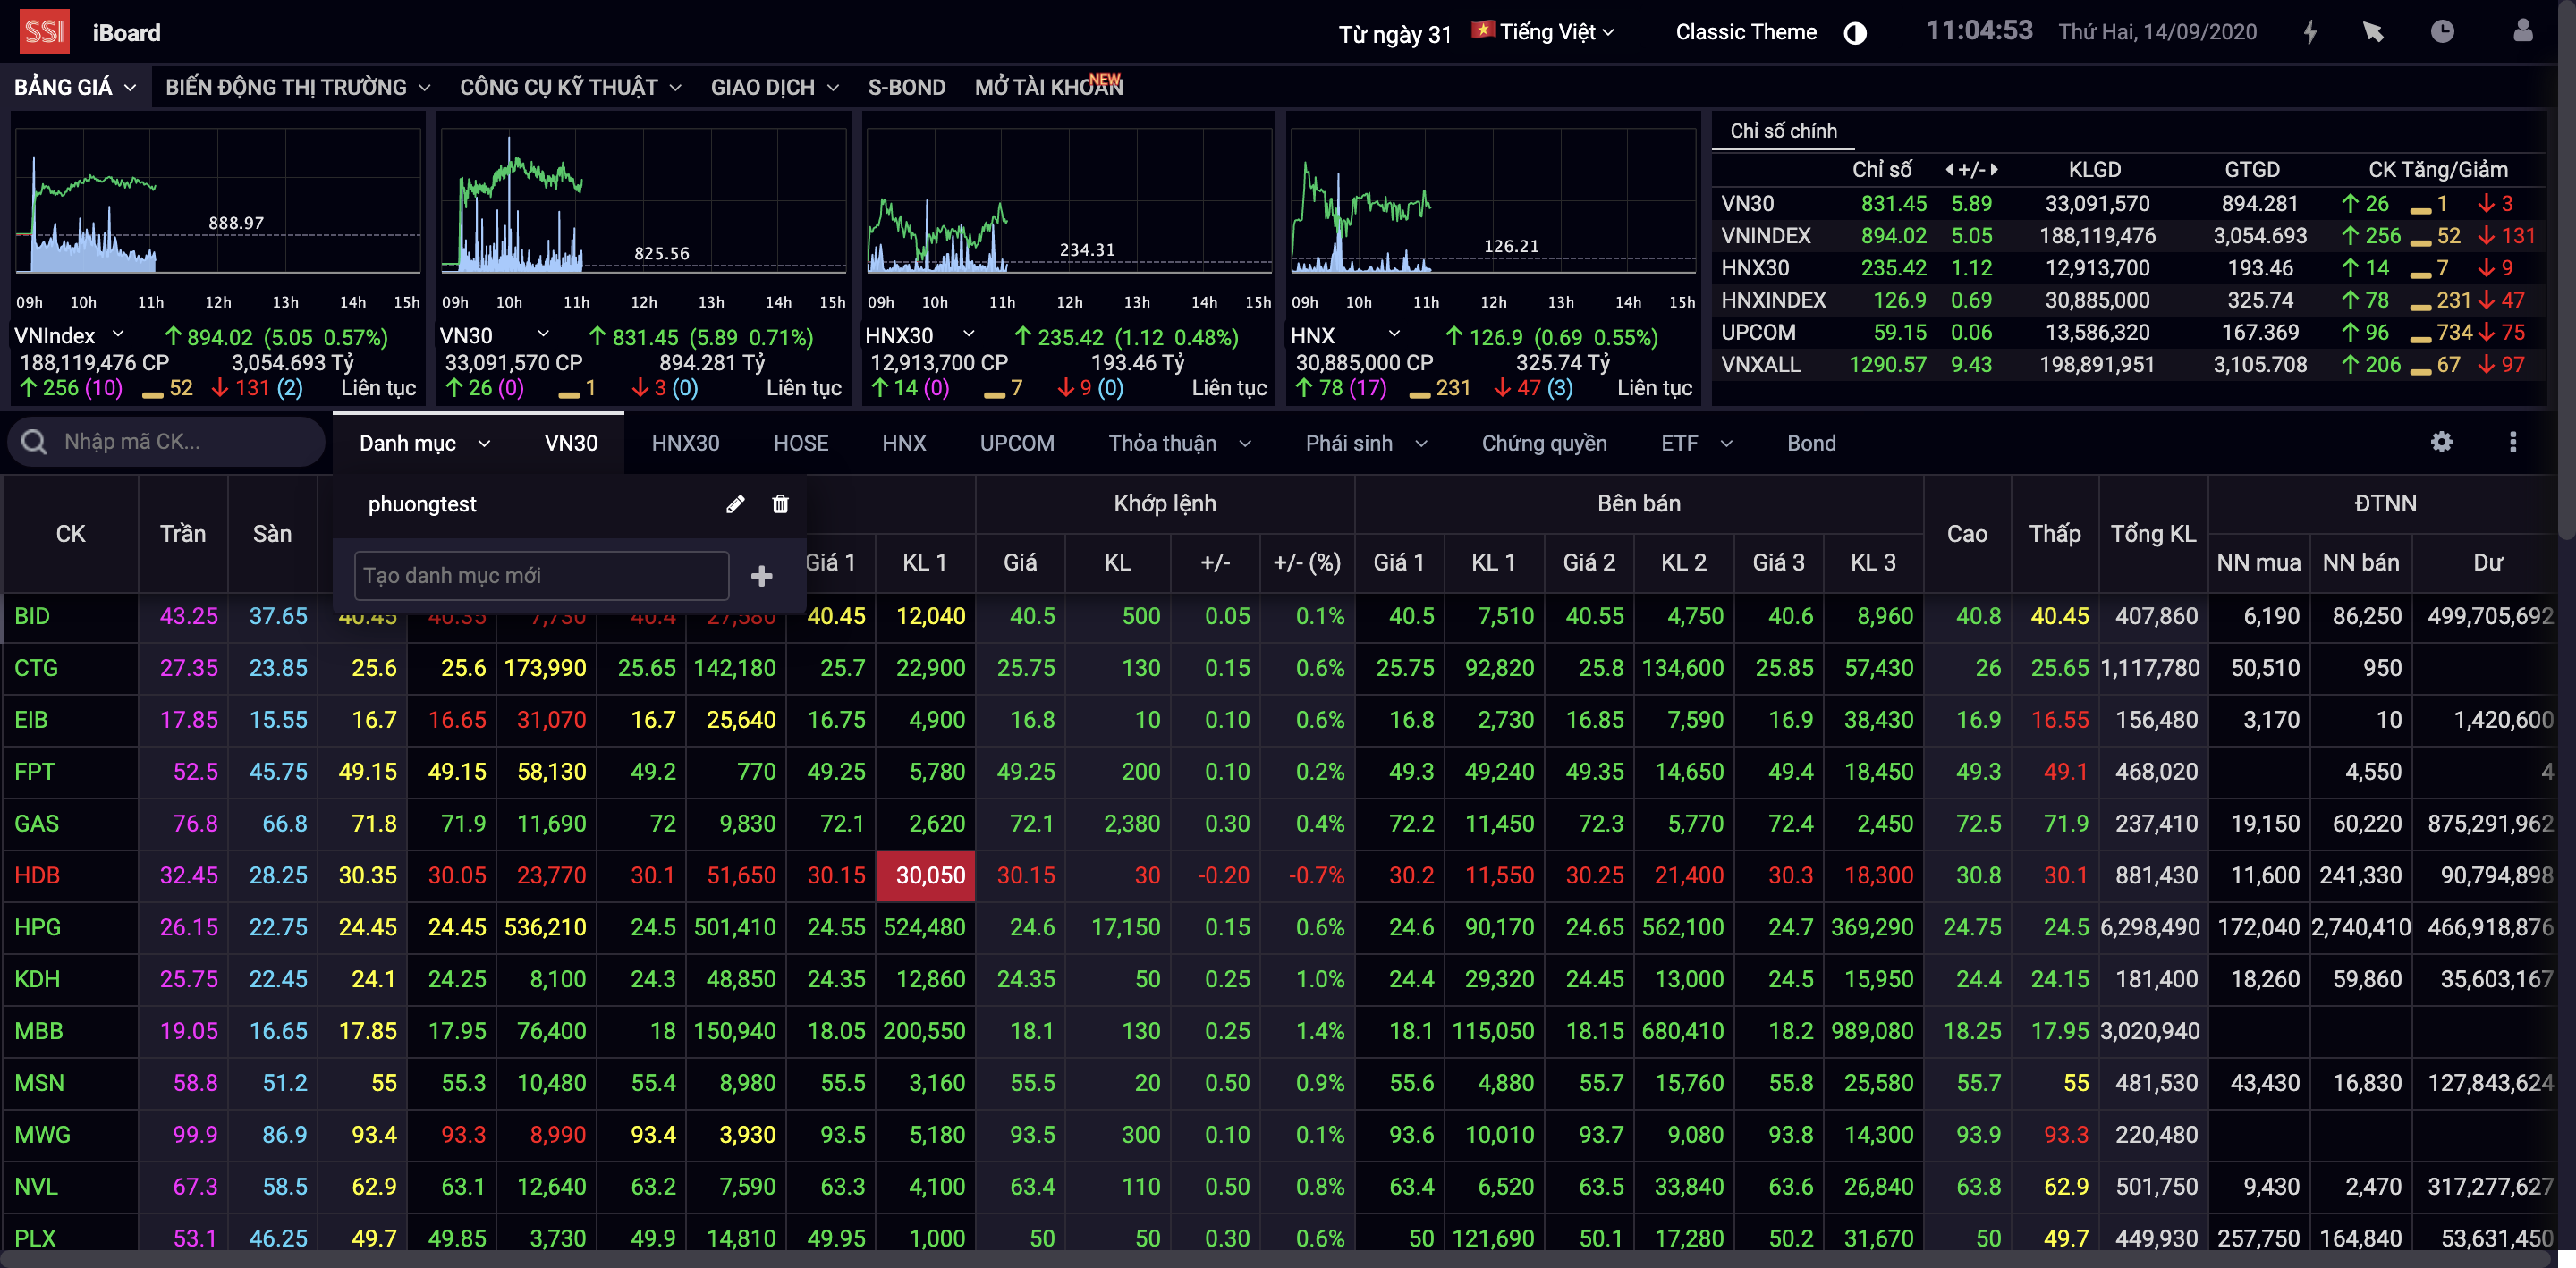 SSI iBoard Từ ngày 31 Tiếng Việt Classic Theme 11:04:53 Thứ Hai, 14/09/2020
BẢNG GIÁ BIẾN ĐỘNG THỊ TRƯỜNG CÔNG CỤ KỸ THUẬT GIAO DỊCH S-BOND MỞ TÀI KHOẢN NEW
888.97
09h 10h 11h 12h 13h 14h 15h
VNIndex 894.02 (5.05 0.57%)
188,119,476 CP 3,054.693 Tỷ
256 (10) 52 131 (2) Liên tục
825.56
09h 10h 11h 12h 13h 14h 15h
VN30 831.45 (5.89 0.71%)
33,091,570 CP 894.281 Tỷ
26 (0) 1 3 (0) Liên tục
234.31
09h 10h 11h 12h 13h 14h 15h
HNX30 235.42 (1.12 0.48%)
12,913,700 CP 193.46 Tỷ
14 (0) 7 9 (0) Liên tục
126.21
09h 10h 11h 12h 13h 14h 15h
HNX 126.9 (0.69 0.55%)
30,885,000 CP 325.74 Tỷ
78 (17) 231 47 (3) Liên tục
Chỉ số chính
Chỉ số +/- KLGD GTGD CK Tăng/Giảm
VN30 831.45 5.89 33,091,570 894.281 26 1 3
VNINDEX 894.02 5.05 188,119,476 3,054.693 256 52 131
HNX30 235.42 1.12 12,913,700 193.46 14 7 9
HNXINDEX 126.9 0.69 30,885,000 325.74 78 231 47
UPCOM 59.15 0.06 13,586,320 167.369 96 734 75
VNXALL 1290.57 9.43 198,891,951 3,105.708 206 67 97
Nhập mã CK... Danh mục VN30 HNX30 HOSE HNX UPCOM Thỏa thuận Phái sinh Chứng quyền ETF Bond
phuongtest
Tạo danh mục mới
CK Trần Sàn Khớp lệnh Bên bán Cao Thấp Tổng KL ĐTNN
Giá 1 KL 1 Giá KL +/- +/- (%) Giá 1 KL 1 Giá 2 KL 2 Giá 3 KL 3 NN mua NN bán Dư
BID 43.25 37.65 40.45 40.35 7,730 40.4 27,580 40.45 12,040 40.5 500 0.05 0.1% 40.5 7,510 40.55 4,750 40.6 8,960 40.8 40.45 407,860 6,190 86,250 499,705,692
CTG 27.35 23.85 25.6 25.6 173,990 25.65 142,180 25.7 22,900 25.75 130 0.15 0.6% 25.75 92,820 25.8 134,600 25.85 57,430 26 25.65 1,117,780 50,510 950
EIB 17.85 15.55 16.7 16.65 31,070 16.7 25,640 16.75 4,900 16.8 10 0.10 0.6% 16.8 2,730 16.85 7,590 16.9 38,430 16.9 16.55 156,480 3,170 10 1,420,600
FPT 52.5 45.75 49.15 49.15 58,130 49.2 770 49.25 5,780 49.25 200 0.10 0.2% 49.3 49,240 49.35 14,650 49.4 18,450 49.3 49.1 468,020 4,550 4
GAS 76.8 66.8 71.8 71.9 11,690 72 9,830 72.1 2,620 72.1 2,380 0.30 0.4% 72.2 11,450 72.3 5,770 72.4 2,450 72.5 71.9 237,410 19,150 60,220 875,291,962
HDB 32.45 28.25 30.35 30.05 23,770 30.1 51,650 30.15 30,050 30.15 30 -0.20 -0.7% 30.2 11,550 30.25 21,400 30.3 18,300 30.8 30.1 881,430 11,600 241,330 90,794,898
HPG 26.15 22.75 24.45 24.45 536,210 24.5 501,410 24.55 524,480 24.6 17,150 0.15 0.6% 24.6 90,170 24.65 562,100 24.7 369,290 24.75 24.5 6,298,490 172,040 2,740,410 466,918,876
KDH 25.75 22.45 24.1 24.25 8,100 24.3 48,850 24.35 12,860 24.35 50 0.25 1.0% 24.4 29,320 24.45 13,000 24.5 15,950 24.4 24.15 181,400 18,260 59,860 35,603,167
MBB 19.05 16.65 17.85 17.95 76,400 18 150,940 18.05 200,550 18.1 130 0.25 1.4% 18.1 115,050 18.15 680,410 18.2 989,080 18.25 17.95 3,020,940
MSN 58.8 51.2 55 55.3 10,480 55.4 8,980 55.5 3,160 55.5 20 0.50 0.9% 55.6 4,880 55.7 15,760 55.8 25,580 55.7 55 481,530 43,430 16,830 127,843,624
MWG 99.9 86.9 93.4 93.3 8,990 93.4 3,930 93.5 5,180 93.5 300 0.10 0.1% 93.6 10,010 93.7 9,080 93.8 14,300 93.9 93.3 220,480
NVL 67.3 58.5 62.9 63.1 12,640 63.2 7,590 63.3 4,100 63.4 110 0.50 0.8% 63.4 6,520 63.5 33,840 63.6 26,840 63.8 62.9 501,750 9,430 2,470 317,277,627
PLX 53.1 46.25 49.7 49.85 3,730 49.9 14,810 49.95 1,000 50 50 0.30 0.6% 50 121,690 50.1 17,280 50.2 31,670 50 49.7 449,930 257,750 164,840 53,631,450